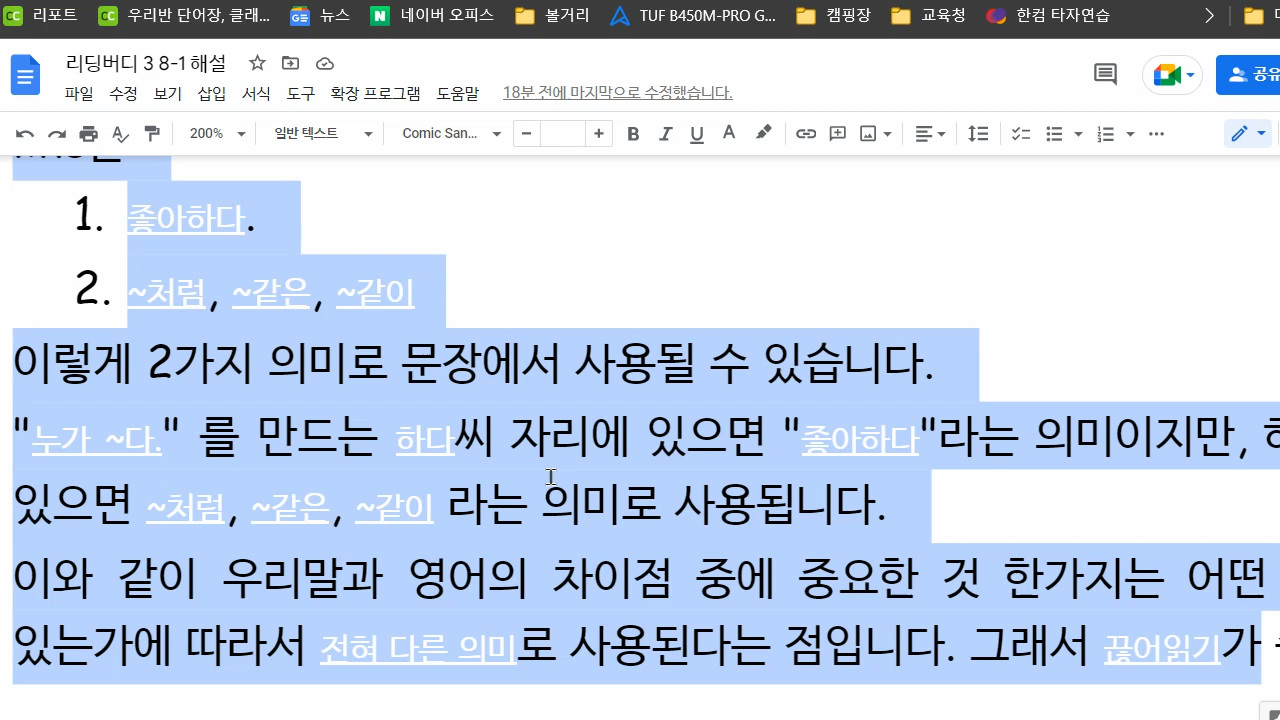 리포트 우리반 단어장, 클래... 뉴스 네이버 오피스 볼거리 TUF B450M-PRO G... 캠핑장 교육청 한컴 타자연습
리딩버디 3 8-1 해설
파일 수정 보기 삽입 서식 도구 확장 프로그램 도움말 18분 전에 마지막으로 수정했습니다.
공유
200% 일반 텍스트 Comic San... − + B I U A
1. 좋아하다.
2. ~처럼, ~같은, ~같이
이렇게 2가지 의미로 문장에서 사용될 수 있습니다.
"누가 ~다." 를 만드는 하다씨 자리에 있으면 "좋아하다"라는 의미이지만,
있으면 ~처럼, ~같은, ~같이 라는 의미로 사용됩니다.
이와 같이 우리말과 영어의 차이점 중에 중요한 것 한가지는 어떤
있는가에 따라서 전혀 다른 의미로 사용된다는 점입니다. 그래서 끊어읽기가